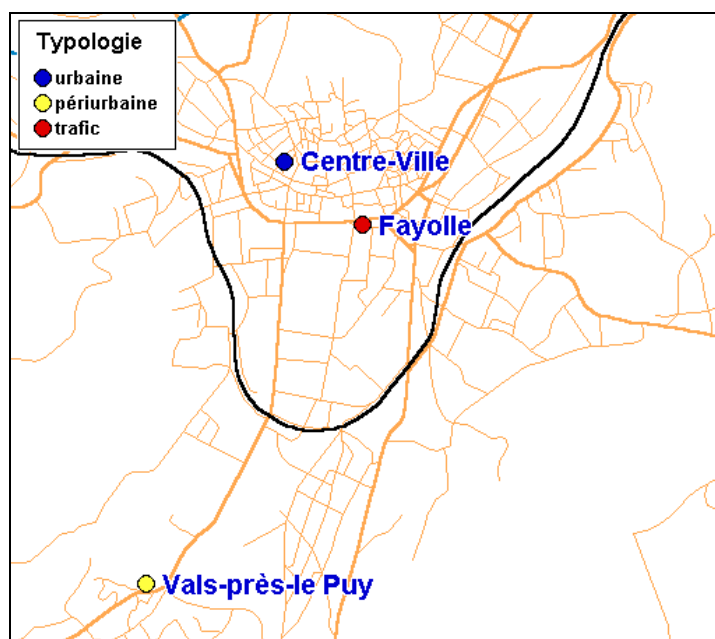 Typologie
urbaine
périurbaine
trafic
Centre-Ville
Fayolle
Vals-près-le Puy